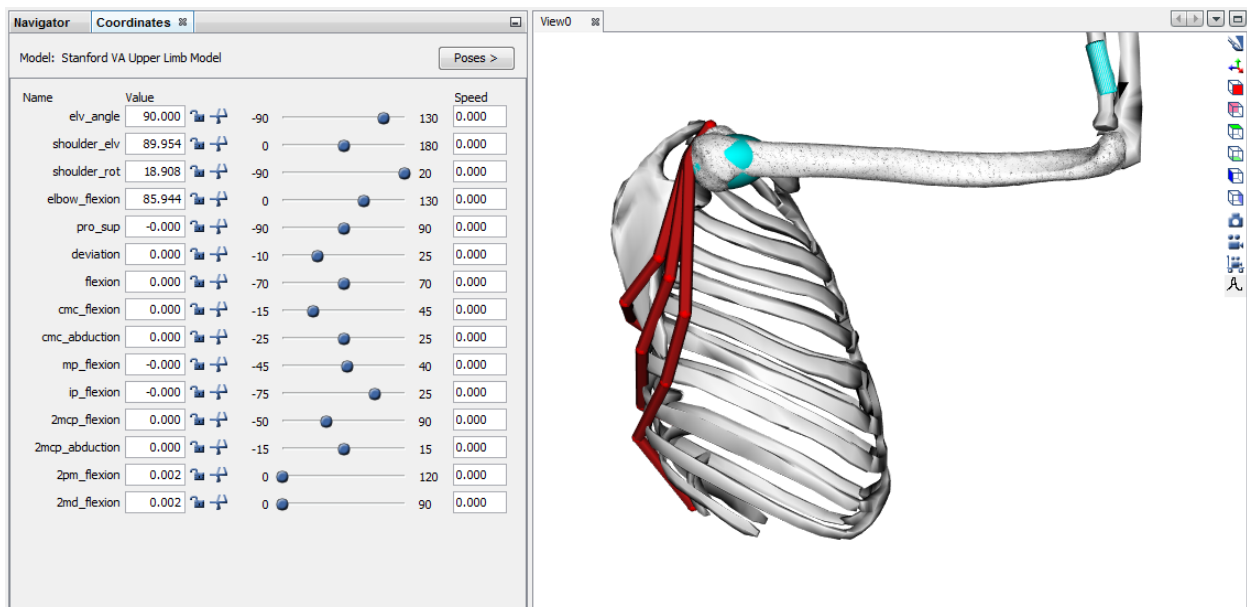 Navigator Coordinates View0
Model: Stanford VA Upper Limb Model Poses >
Name Value Speed
elv_angle 90.000 -90 130 0.000
shoulder_elv 89.954 0 180 0.000
shoulder_rot 18.908 -90 20 0.000
elbow_flexion 85.944 0 130 0.000
pro_sup -0.000 -90 90 0.000
deviation 0.000 -10 25 0.000
flexion 0.000 -70 70 0.000
cmc_flexion 0.000 -15 45 0.000
cmc_abduction 0.000 -25 25 0.000
mp_flexion -0.000 -45 40 0.000
ip_flexion -0.000 -75 25 0.000
2mcp_flexion 0.000 -50 90 0.000
2mcp_abduction 0.000 -15 15 0.000
2pm_flexion 0.002 0 120 0.000
2md_flexion 0.002 0 90 0.000